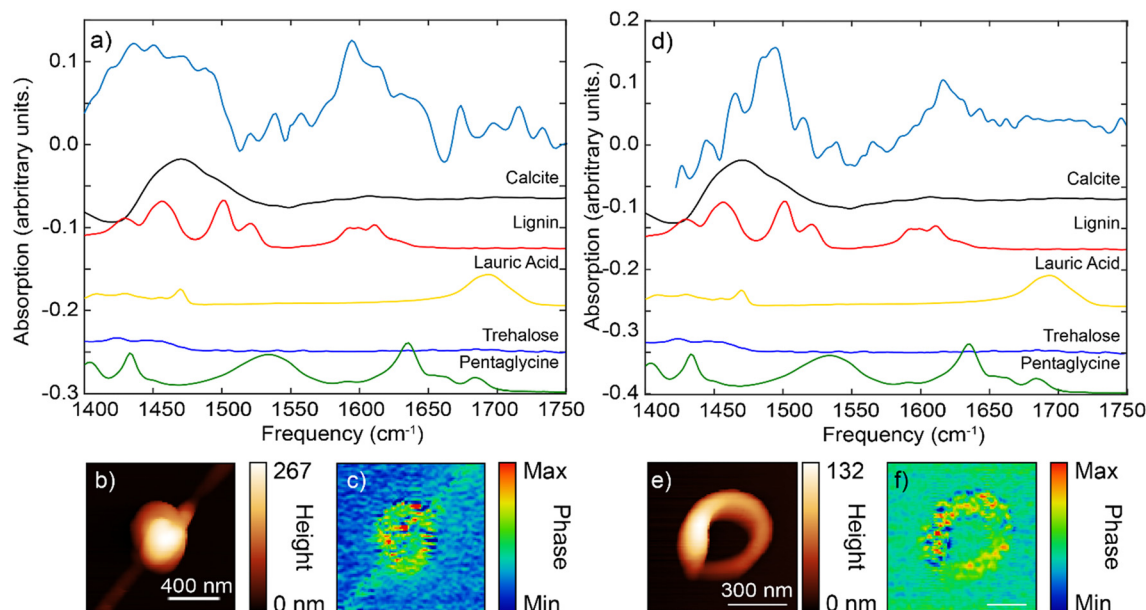 a)
Absorption (arbritrary units.)
0.1
0.0
-0.1
-0.2
-0.3
Calcite
Lignin
Lauric Acid
Trehalose
Pentaglycine
1400 1450 1500 1550 1600 1650 1700 1750
Frequency (cm-1)
d)
Absorption (arbritrary units.)
0.2
0.1
0.0
-0.1
-0.2
-0.3
-0.4
Calcite
Lignin
Lauric Acid
Trehalose
Pentaglycine
1400 1450 1500 1550 1600 1650 1700 1750
Frequency (cm-1)
b)
400 nm
267
Height
0 nm
c)
Max
Phase
Min
e)
300 nm
132
Height
0 nm
f)
Max
Phase
Min